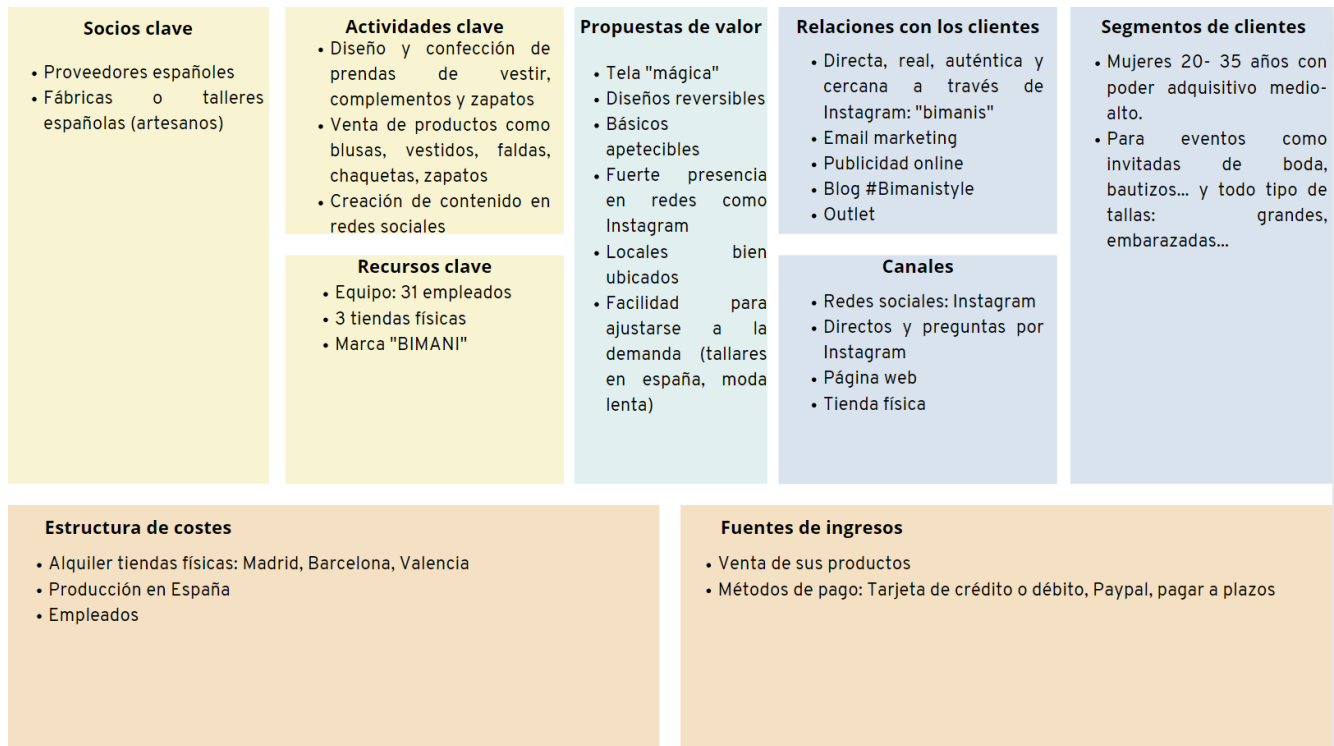 Socios clave
• Proveedores españoles
• Fábricas o talleres
españolas (artesanos)
Actividades clave
• Diseño y confección de
prendas de vestir,
complementos y zapatos
• Venta de productos como
blusas, vestidos, faldas,
chaquetas, zapatos
• Creación de contenido en
redes sociales
Recursos clave
• Equipo: 31 empleados
• 3 tiendas físicas
• Marca "BIMANI"
Propuestas de valor
• Tela "mágica"
• Diseños reversibles
• Básicos
apetecibles
• Fuerte presencia
en redes como
Instagram
• Locales bien
ubicados
• Facilidad para
ajustarse a la
demanda (tallares
en españa, moda
lenta)
Relaciones con los clientes
• Directa, real, auténtica y
cercana a través de
Instagram: "bimanis"
• Email marketing
• Publicidad online
• Blog #Bimanistyle
• Outlet
Canales
• Redes sociales: Instagram
• Directos y preguntas por
Instagram
• Página web
• Tienda física
Segmentos de clientes
• Mujeres 20- 35 años con
poder adquisitivo medio-
alto.
• Para eventos como
invitadas de boda,
bautizos... y todo tipo de
tallas: grandes,
embarazadas...
Estructura de costes
• Alquiler tiendas físicas: Madrid, Barcelona, Valencia
• Producción en España
• Empleados
Fuentes de ingresos
• Venta de sus productos
• Métodos de pago: Tarjeta de crédito o débito, Paypal, pagar a plazos